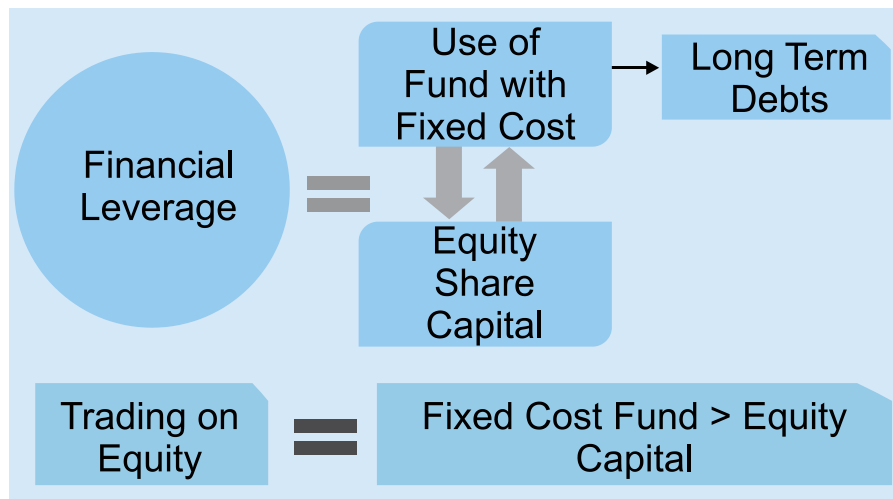 Financial
Leverage
=
Use of
Fund with
Fixed Cost
Long Term
Debts
Equity
Share
Capital
Trading on
Equity
=
Fixed Cost Fund > Equity
Capital